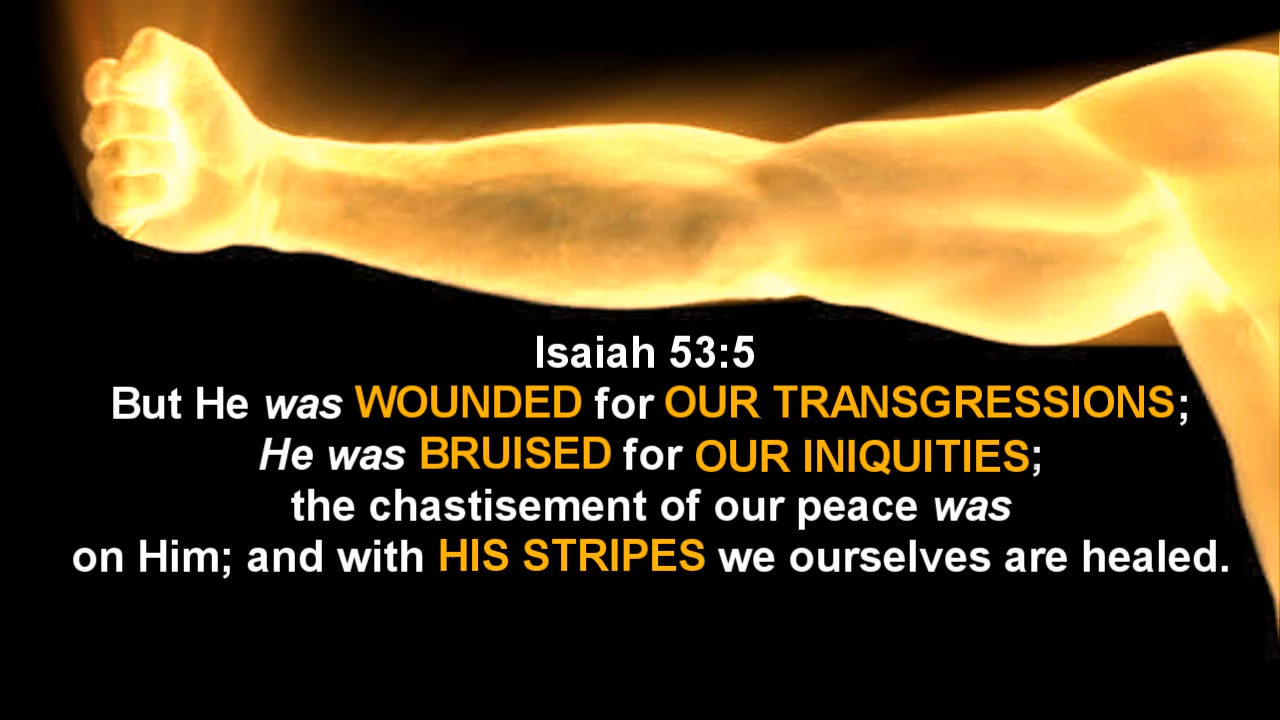 Isaiah 53:5
But He was WOUNDED for OUR TRANSGRESSIONS;
He was BRUISED for OUR INIQUITIES;
the chastisement of our peace was
on Him; and with HIS STRIPES we ourselves are healed.